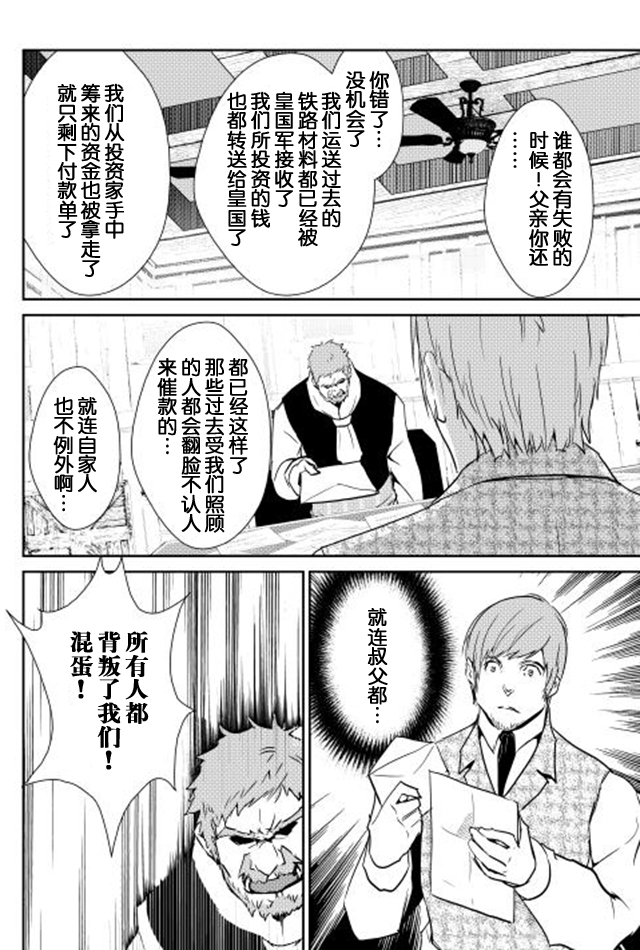 谁都会有失败的
时候！父亲你还
……
你错了…
没机会了
我们运送过去的
铁路材料都已经被
皇国军接收了
我们所投资的钱
也都转送给皇国了
我们从投资家手中
筹来的资金也被拿走了
就只剩下付款单了
都已经这样了
那些过去受我们照顾
的人都会翻脸不认人
来催款的…
就连自家人
也不例外啊…
就连叔父都…
所有人都
背叛了我们！
混蛋！